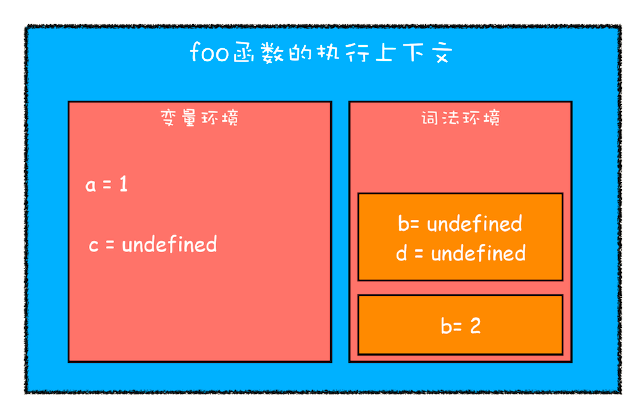 foo函数的执行上下文
变量环境
a = 1
c = undefined
词法环境
b= undefined
d = undefined
b= 2